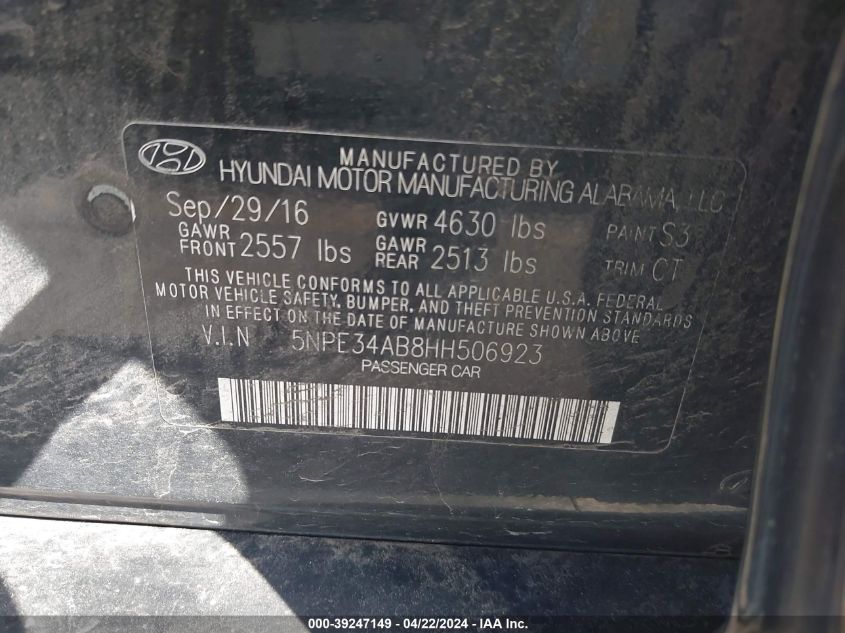 MANUFACTURED BY
HYUNDAI MOTOR MANUFACTURING ALABAMA, LLC
Sep/29/16 GVWR 4630 lbs PAINT S3
GAWR FRONT 2557 lbs GAWR REAR 2513 lbs TRIM CT
THIS VEHICLE CONFORMS TO ALL APPLICABLE U.S.A. FEDERAL
MOTOR VEHICLE SAFETY, BUMPER, AND THEFT PREVENTION STANDARDS
IN EFFECT ON THE DATE OF MANUFACTURE SHOWN ABOVE
V.I.N 5NPE34AB8HH506923
PASSENGER CAR
000-39247149 | 04/22/2024 | IAA Inc.